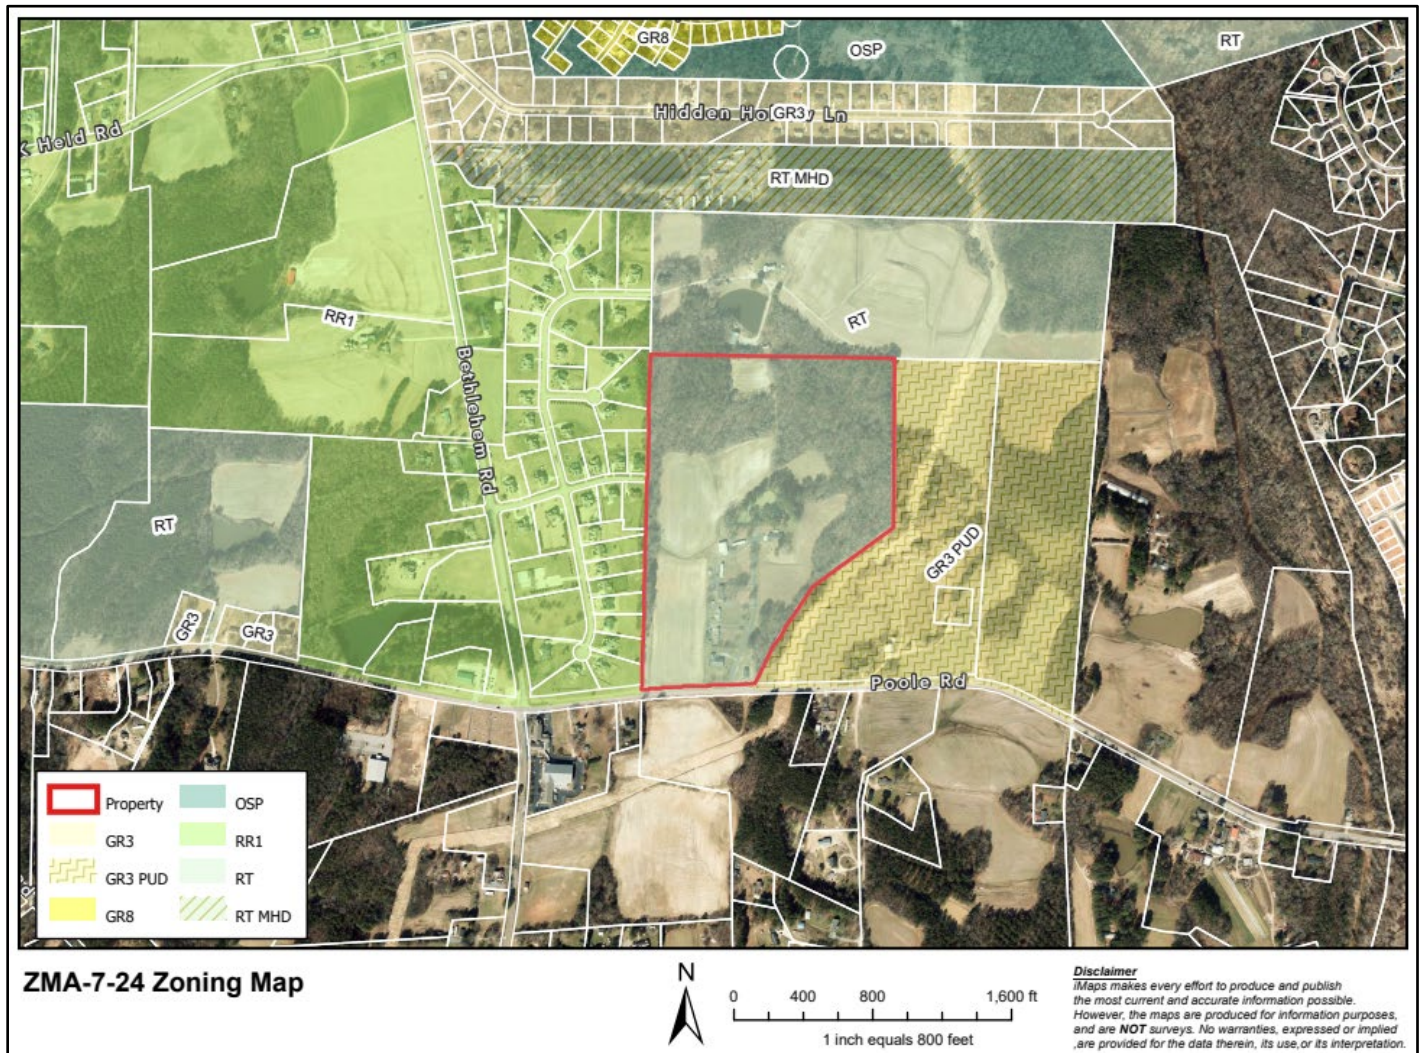 GR8
OSP
RT
Hidden Ho
GR3
Ln
k Held Rd
RT MHD
RR1
RT
Bethlehem Rd
RT
GR3
GR3
GR3 PUD
Poole Rd
Property
OSP
GR3
RR1
GR3 PUD
RT
GR8
RT MHD
ZMA-7-24 Zoning Map
N
0 400 800 1,600 ft
1 inch equals 800 feet
Disclaimer
iMaps makes every effort to produce and publish
the most current and accurate information possible.
However, the maps are produced for information purposes,
and are NOT surveys. No warranties, expressed or implied
,are provided for the data therein, its use,or its interpretation.